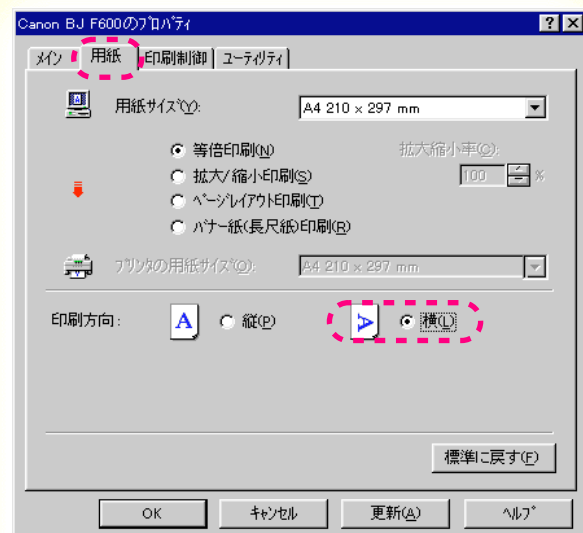 Canon BJ F600のﾌﾟﾛﾊﾟﾃｨ
ﾒｲﾝ 用紙 印刷制御 ﾕｰﾃｨﾘﾃｨ
用紙ｻｲｽﾞ(Y): A4 210 × 297 mm
等倍印刷(N) 拡大縮小率(C):
拡大/縮小印刷(S) 100 %
ﾍﾟｰｼﾞﾚｲｱｳﾄ印刷(T)
ﾊﾞﾅｰ紙(長尺紙)印刷(R)
ﾌﾟﾘﾝﾀの用紙ｻｲｽﾞ(O): A4 210 × 297 mm
印刷方向: A 縦(P) A 横(L)
標準に戻す(F)
OK ｷｬﾝｾﾙ 更新(A) ﾍﾙﾌﾟ